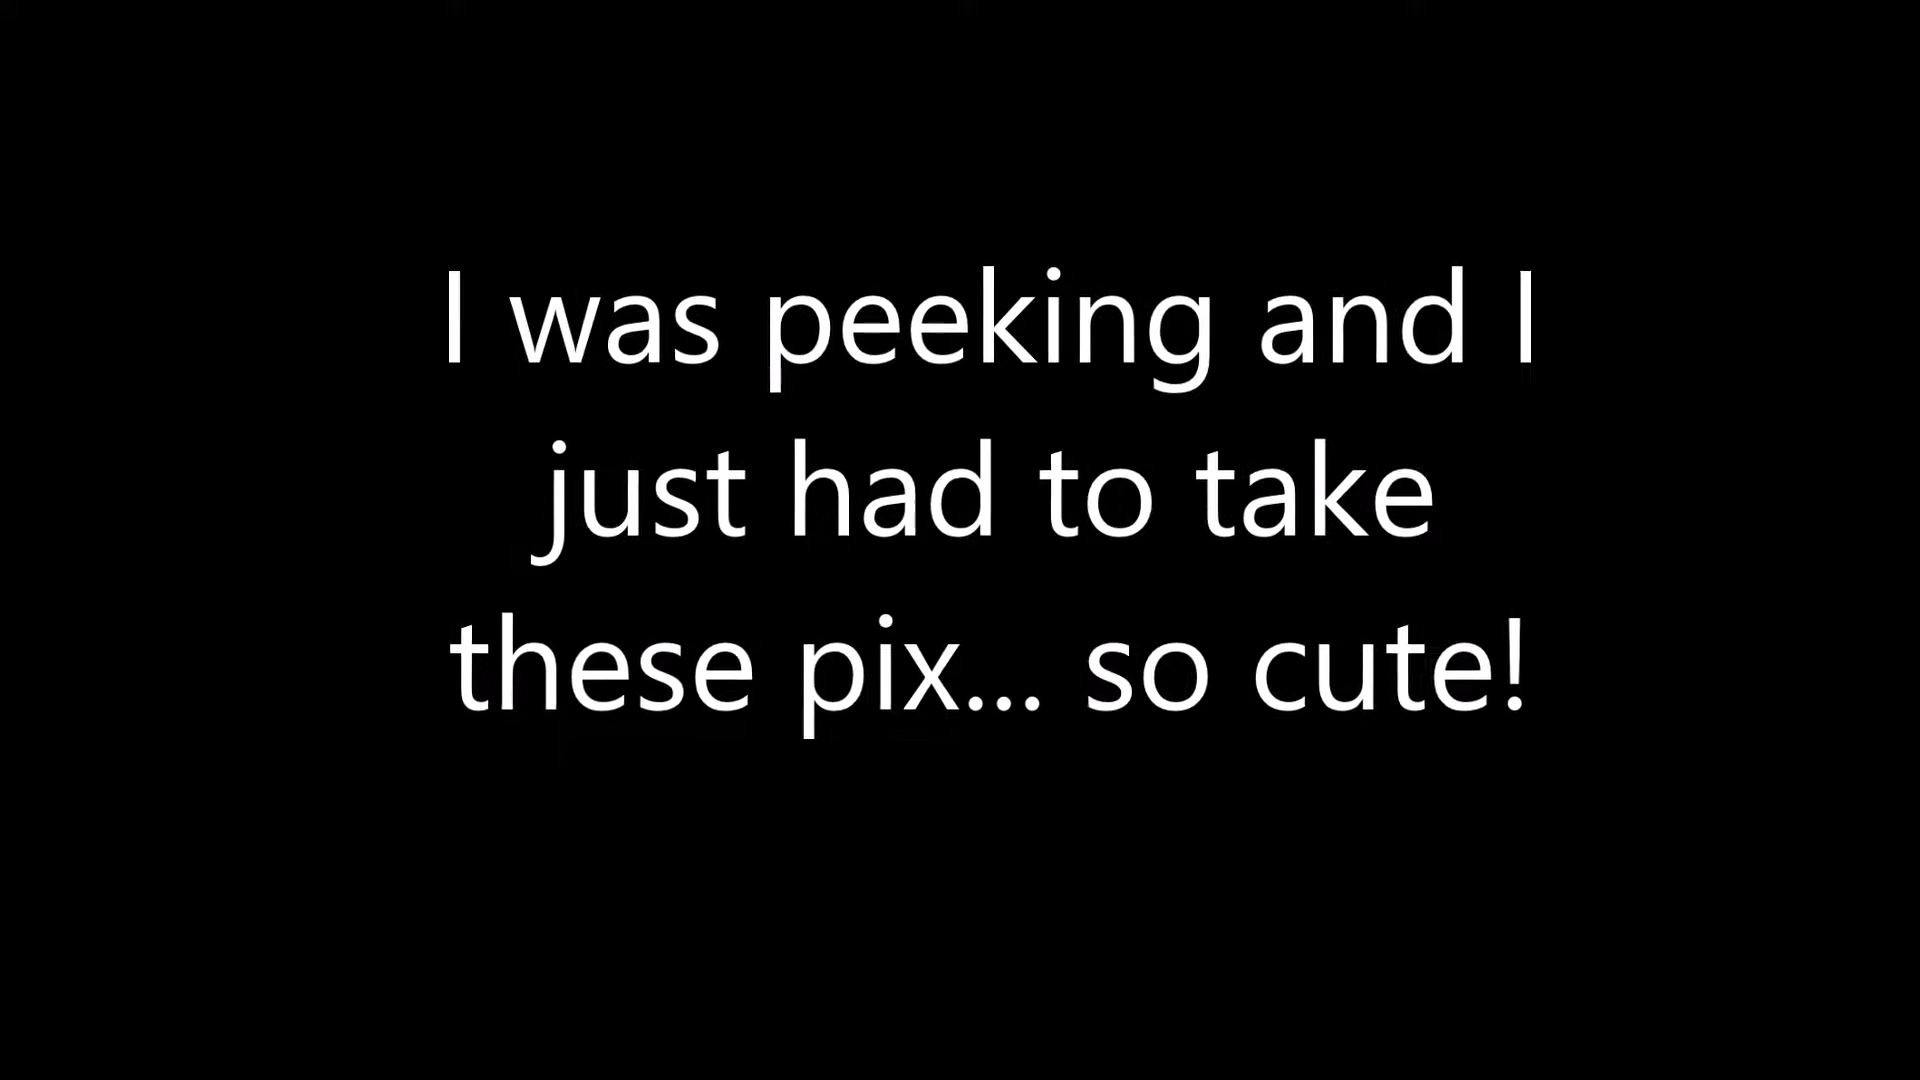 I was peeking and I
just had to take
these pix... so cute!